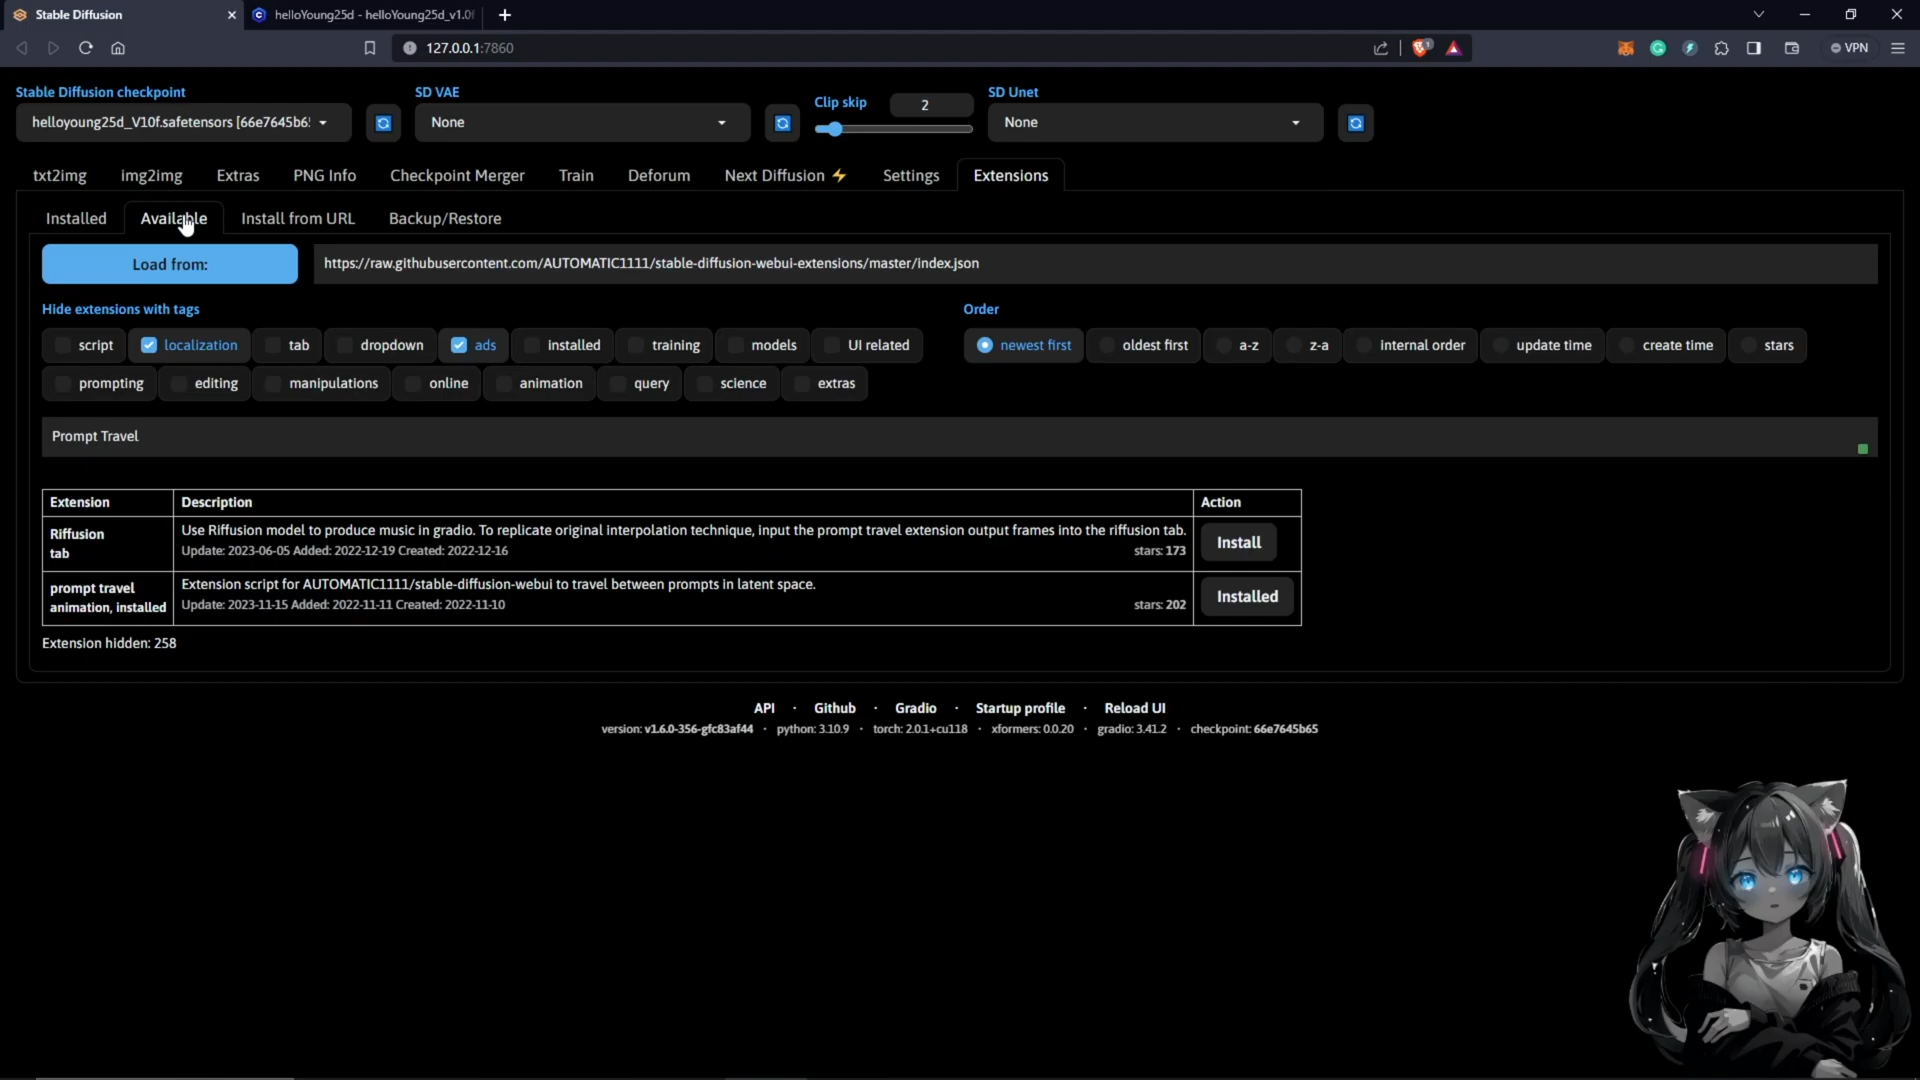 Stable Diffusion
helloYoung25d - helloYoung25d_v1.0f
127.0.0.1:7860
VPN
Stable Diffusion checkpoint
SD VAE
Clip skip
2
SD Unet
helloyoung25d_V10f.safetensors [66e7645b6
None
None
txt2img
img2img
Extras
PNG Info
Checkpoint Merger
Train
Deforum
Next Diffusion ⚡
Settings
Extensions
Installed
Available
Install from URL
Backup/Restore
Load from:
https://raw.githubusercontent.com/AUTOMATIC1111/stable-diffusion-webui-extensions/master/index.json
Hide extensions with tags
script
localization
tab
dropdown
ads
installed
training
models
UI related
prompting
editing
manipulations
online
animation
query
science
extras
Order
newest first
oldest first
a-z
z-a
internal order
update time
create time
stars
Prompt Travel
Extension
Description
Action
Riffusion
tab
Use Riffusion model to produce music in gradio. To replicate original interpolation technique, input the prompt travel extension output frames into the riffusion tab.
Update: 2023-06-05 Added: 2022-12-19 Created: 2022-12-16
stars: 173
Install
prompt travel
animation, installed
Extension script for AUTOMATIC1111/stable-diffusion-webui to travel between prompts in latent space.
Update: 2023-11-15 Added: 2022-11-11 Created: 2022-11-10
stars: 202
Installed
Extension hidden: 258
API · Github · Gradio · Startup profile · Reload UI
version: v1.6.0-356-gfc83af44 · python: 3.10.9 · torch: 2.0.1+cu118 · xformers: 0.0.20 · gradio: 3.41.2 · checkpoint: 66e7645b65